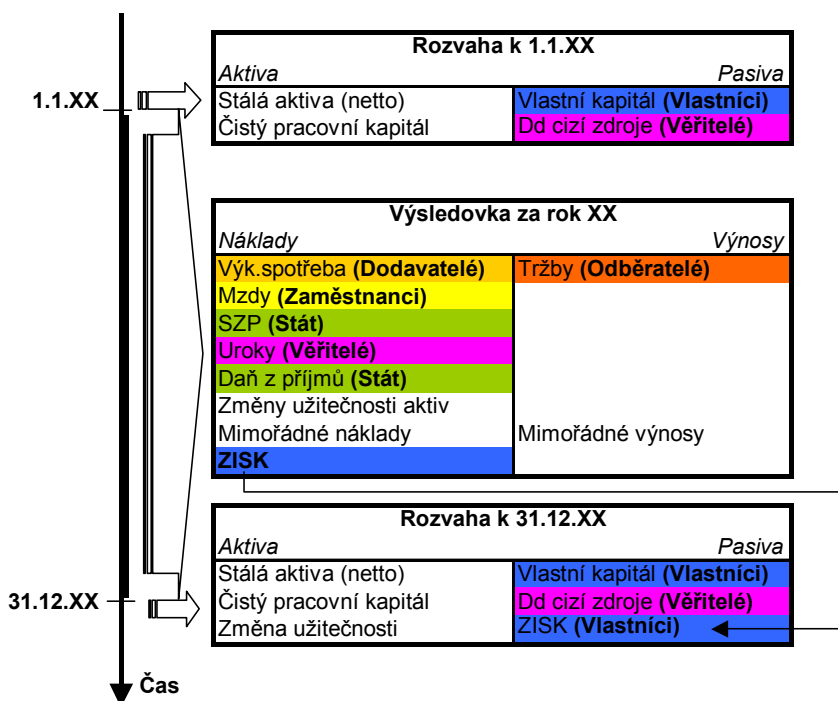 Rozvaha k 1.1.XX
Aktiva Pasiva
1.1.XX
Stálá aktiva (netto) Vlastní kapitál (Vlastníci)
Čistý pracovní kapitál Dd cizí zdroje (Věřitelé)
Výsledovka za rok XX
Náklady Výnosy
Výk.spotřeba (Dodavatelé) Tržby (Odběratelé)
Mzdy (Zaměstnanci)
SZP (Stát)
Uroky (Věřitelé)
Daň z příjmů (Stát)
Změny užitečnosti aktiv
Mimořádné náklady Mimořádné výnosy
ZISK
Rozvaha k 31.12.XX
Aktiva Pasiva
Stálá aktiva (netto) Vlastní kapitál (Vlastníci)
31.12.XX
Čistý pracovní kapitál Dd cizí zdroje (Věřitelé)
Změna užitečnosti ZISK (Vlastníci)
Čas